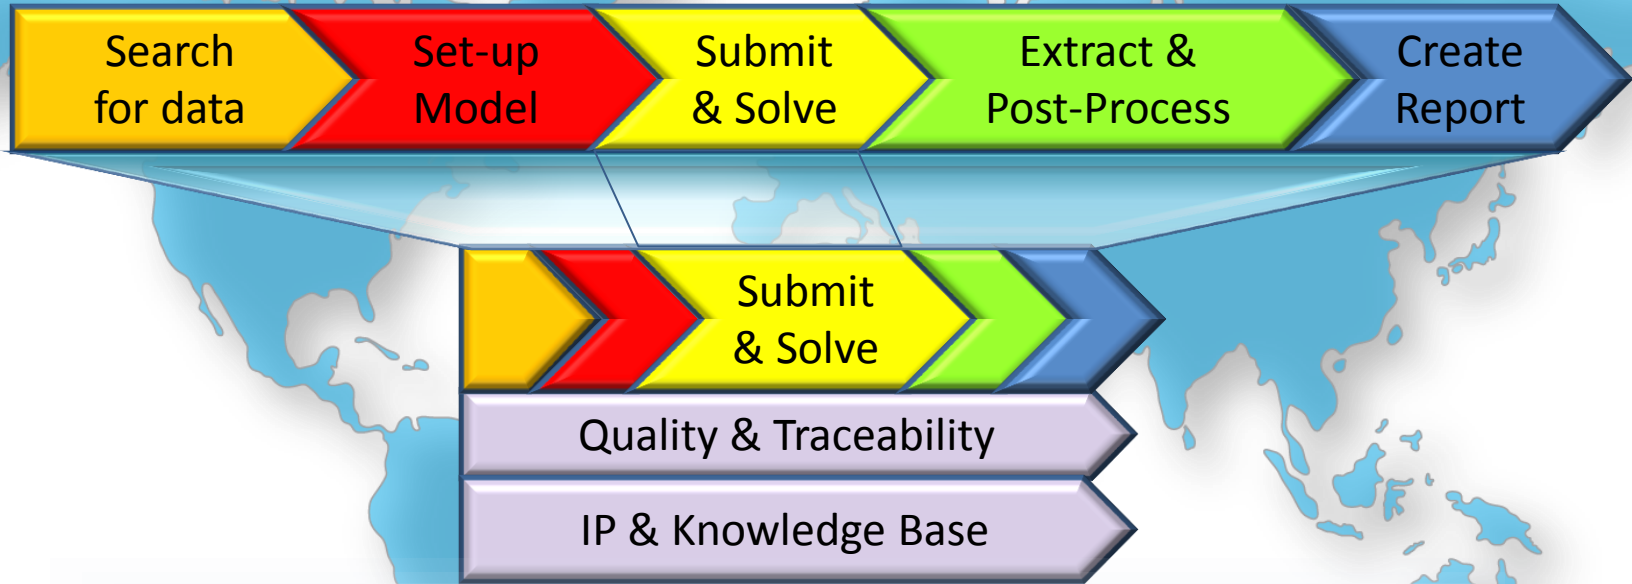 Search
for data
Set-up
Model
Submit
& Solve
Extract &
Post-Process
Create
Report
Submit
& Solve
Quality & Traceability
IP & Knowledge Base